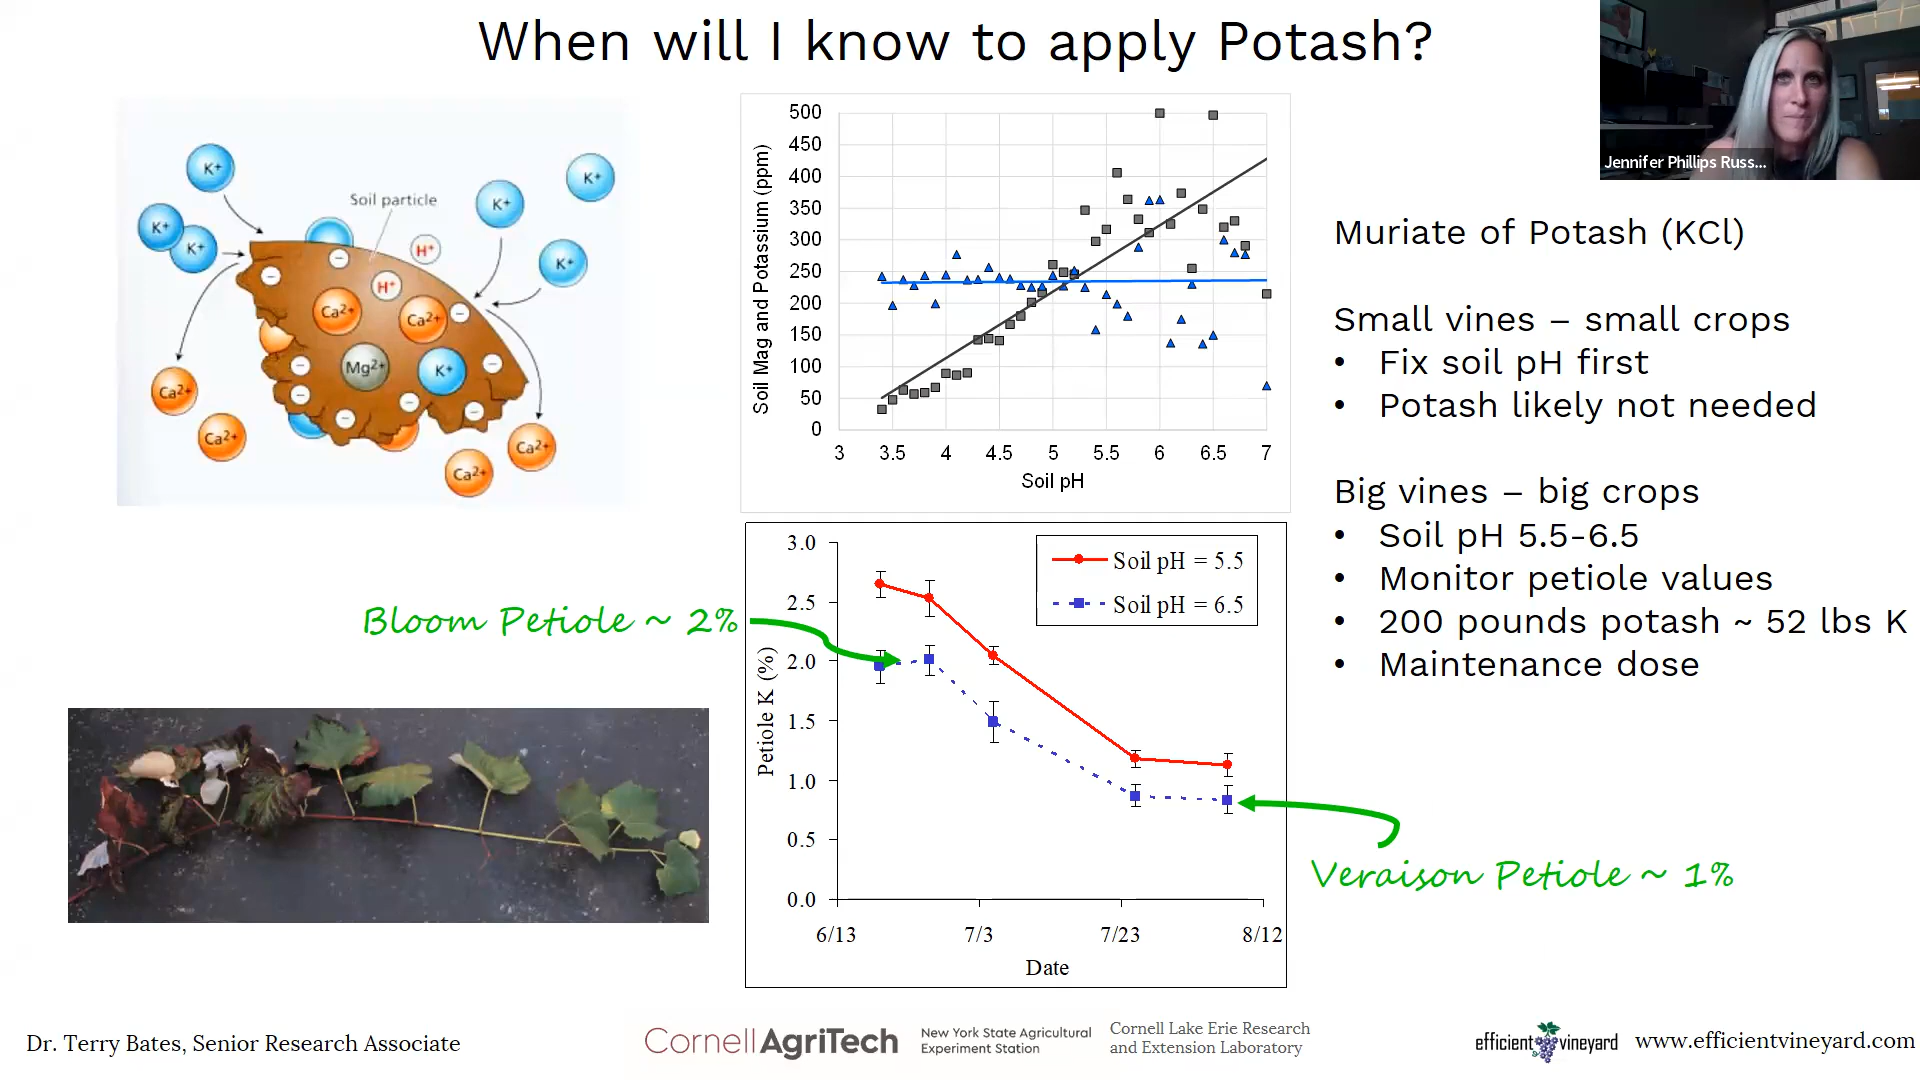 When will I know to apply Potash?
Jennifer Phillips Russ...
K+
K+
K+
K+
K+
K+
Soil particle
H+
H+
Ca2+
Ca2+
Mg2+
K+
Ca2+
Ca2+
Ca2+
Ca2+
Soil Mag and Potassium (ppm)
500
450
400
350
300
250
200
150
100
50
0
3 3.5 4 4.5 5 5.5 6 6.5 7
Soil pH
Muriate of Potash (KCl)
Small vines – small crops
• Fix soil pH first
• Potash likely not needed
Big vines – big crops
• Soil pH 5.5-6.5
• Monitor petiole values
• 200 pounds potash ~ 52 lbs K
• Maintenance dose
Bloom Petiole ~ 2%
Petiole K (%)
3.0
2.5
2.0
1.5
1.0
0.5
0.0
Soil pH = 5.5
Soil pH = 6.5
6/13 7/3 7/23 8/12
Date
Veraison Petiole ~ 1%
Dr. Terry Bates, Senior Research Associate
Cornell AgriTech
New York State Agricultural
Experiment Station
Cornell Lake Erie Research
and Extension Laboratory
efficient vineyard
www.efficientvineyard.com